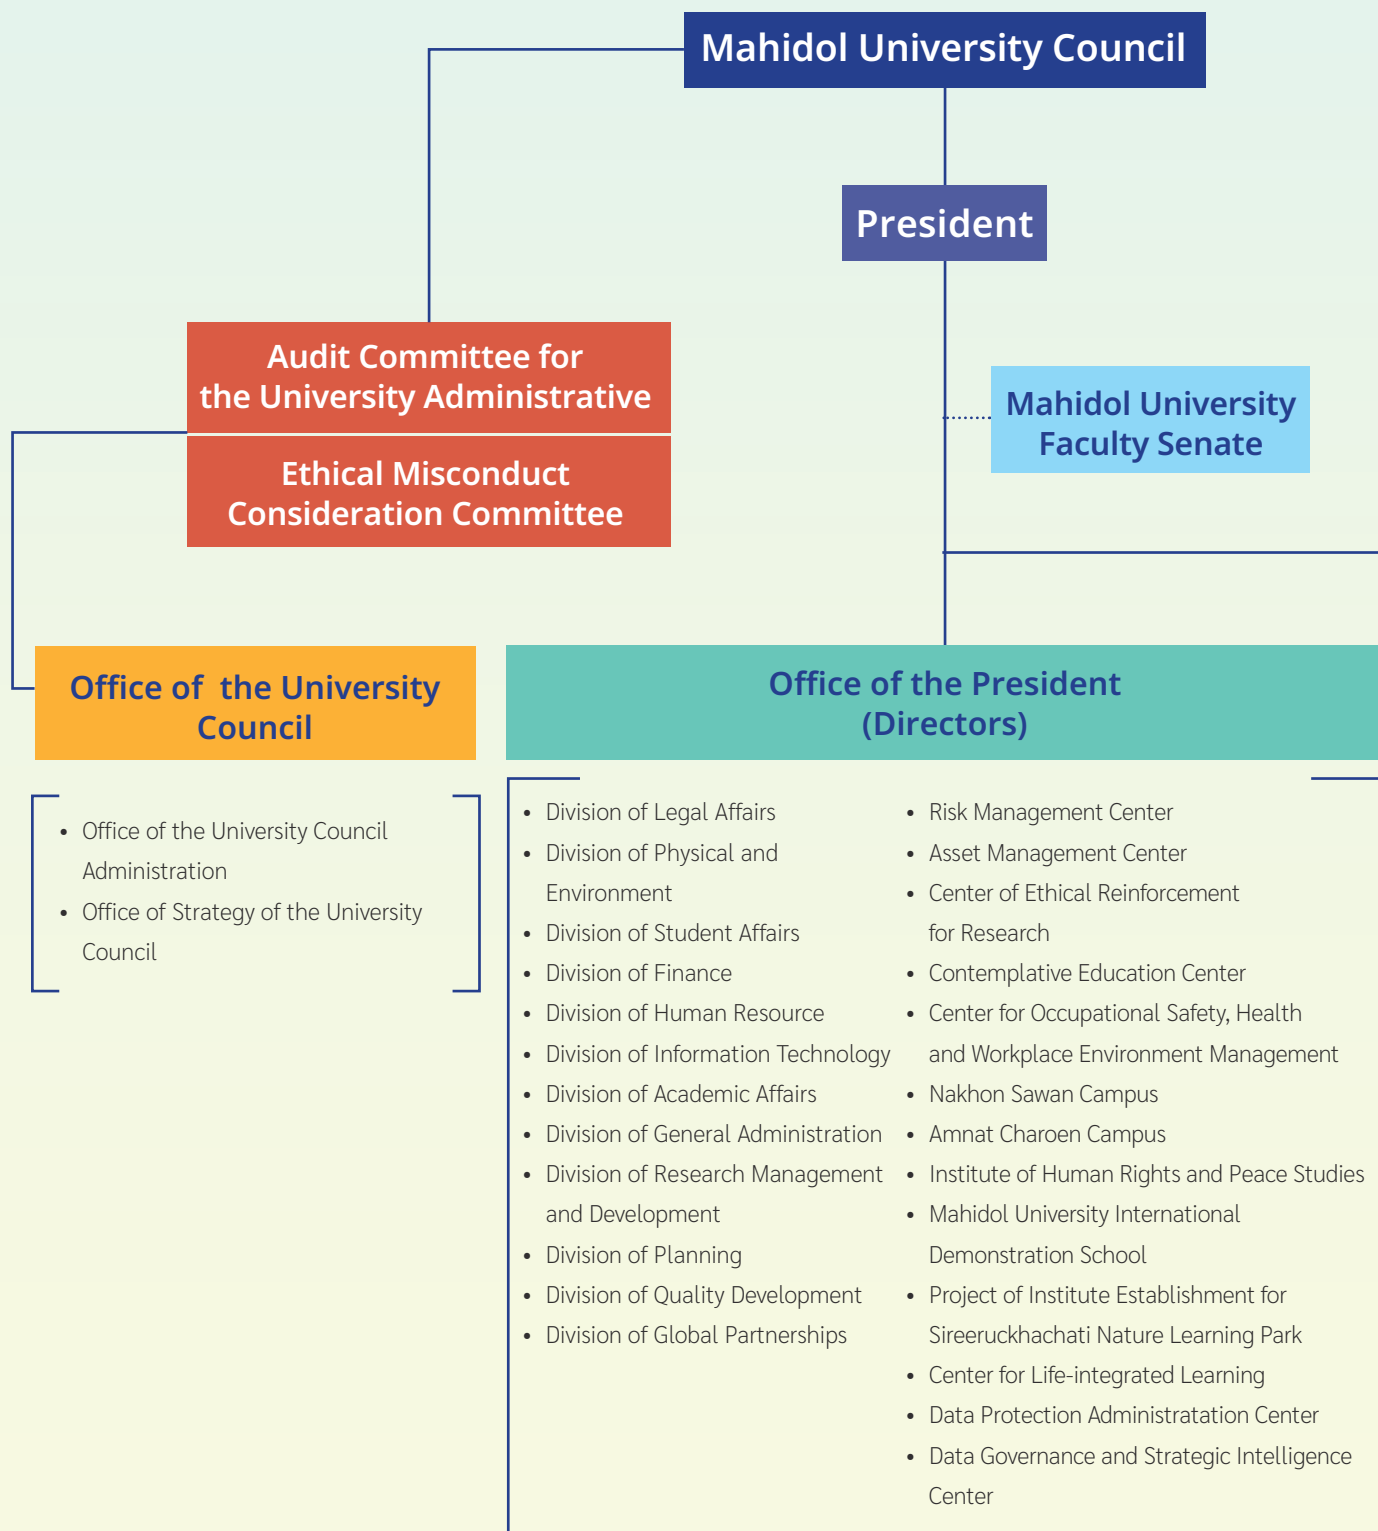 Mahidol University Council
President
Audit Committee for
the University Administrative
Ethical Misconduct
Consideration Committee
Mahidol University
Faculty Senate
Office of the University
Council
• Office of the University Council
Administration
• Office of Strategy of the University
Council
Office of the President
(Directors)
• Division of Legal Affairs
• Division of Physical and
Environment
• Division of Student Affairs
• Division of Finance
• Division of Human Resource
• Division of Information Technology
• Division of Academic Affairs
• Division of General Administration
• Division of Research Management
and Development
• Division of Planning
• Division of Quality Development
• Division of Global Partnerships
• Risk Management Center
• Asset Management Center
• Center of Ethical Reinforcement
for Research
• Contemplative Education Center
• Center for Occupational Safety, Health
and Workplace Environment Management
• Nakhon Sawan Campus
• Amnat Charoen Campus
• Institute of Human Rights and Peace Studies
• Mahidol University International
Demonstration School
• Project of Institute Establishment for
Sireeruckhachati Nature Learning Park
• Center for Life-integrated Learning
• Data Protection Administratation Center
• Data Governance and Strategic Intelligence
Center